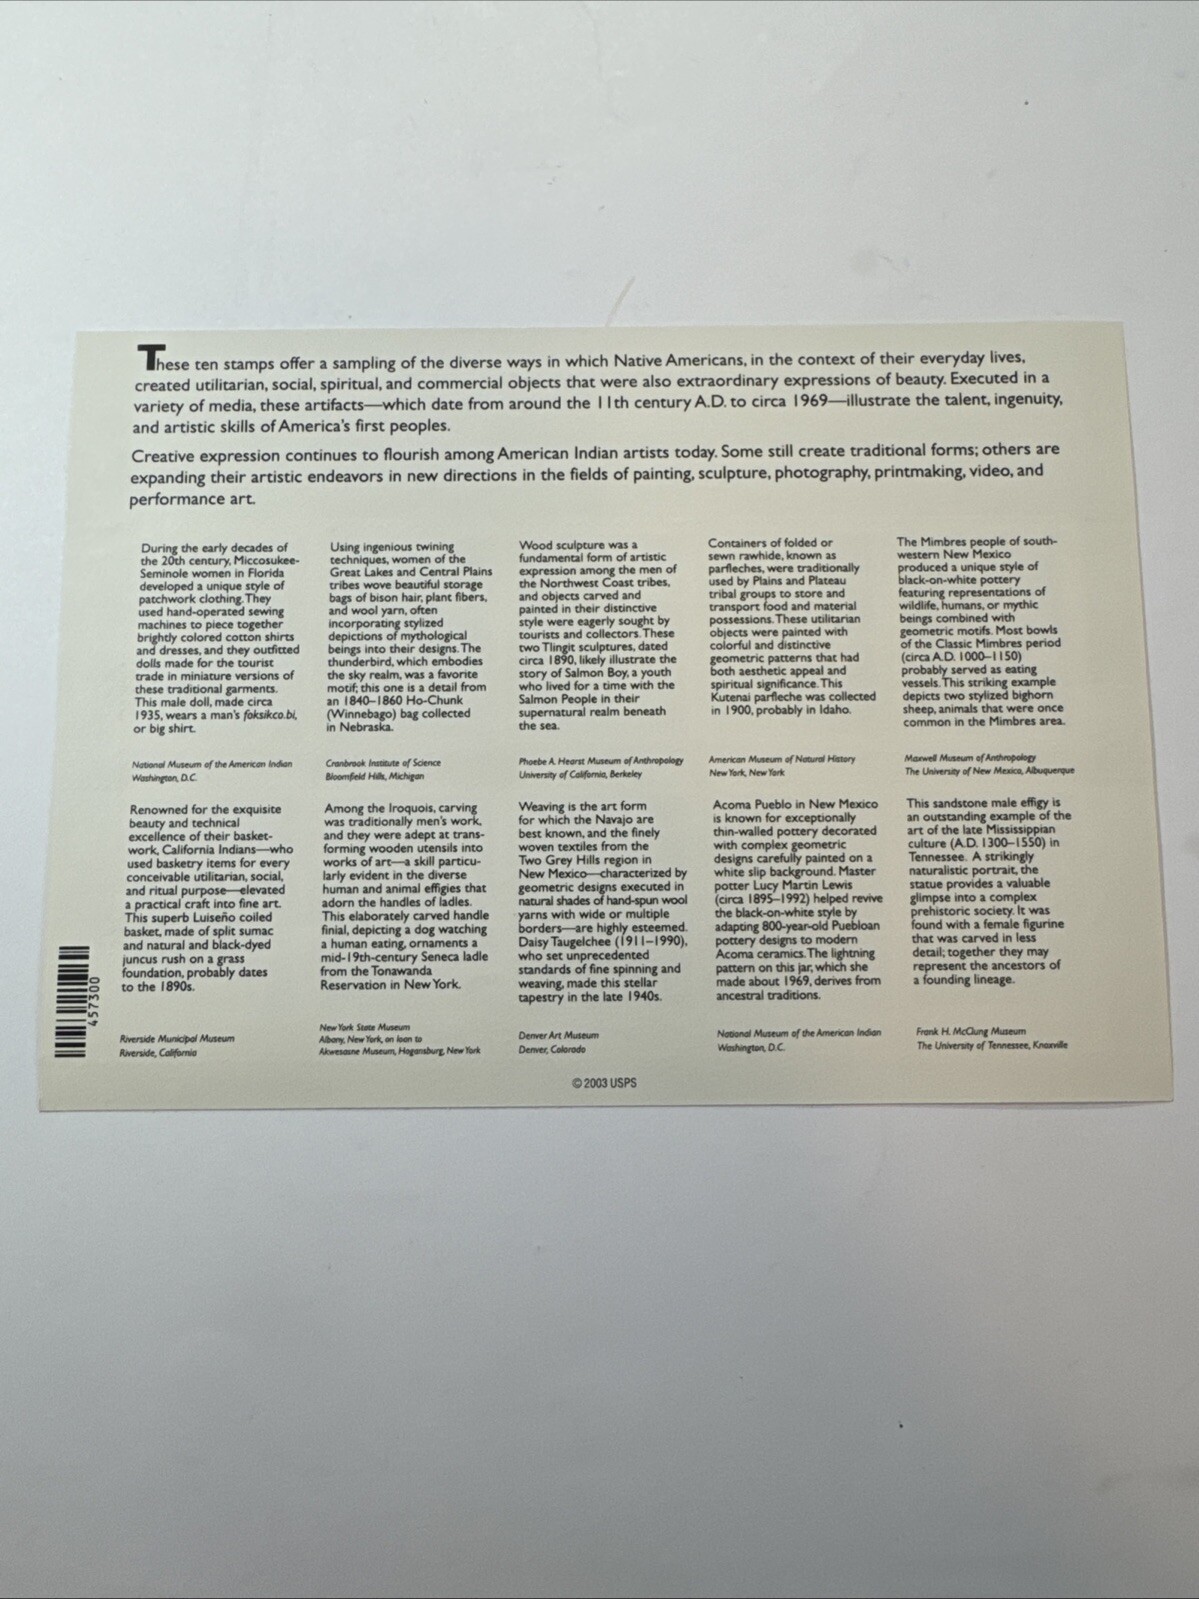 These ten stamps offer a sampling of the diverse ways in which Native Americans, in the context of their everyday lives,
created utilitarian, social, spiritual, and commercial objects that were also extraordinary expressions of beauty. Executed in a
variety of media, these artifacts—which date from around the 11th century A.D. to circa 1969—illustrate the talent, ingenuity,
and artistic skills of America's first peoples.
Creative expression continues to flourish among American Indian artists today. Some still create traditional forms; others are
expanding their artistic endeavors in new directions in the fields of painting, sculpture, photography, printmaking, video, and
performance art.
During the early decades of
the 20th century, Miccosukee-
Seminole women in Florida
developed a unique style of
patchwork clothing. They
used hand-operated sewing
machines to piece together
brightly colored cotton shirts
and dresses, and they outfitted
dolls made for the tourist
trade in miniature versions of
these traditional garments.
This male doll, made circa
1935, wears a man's foksikco.bi,
or big shirt.
National Museum of the American Indian
Washington, D.C.
Using ingenious twining
techniques, women of the
Great Lakes and Central Plains
tribes wove beautiful storage
bags of bison hair, plant fibers,
and wool yarn, often
incorporating stylized
depictions of mythological
beings into their designs. The
thunderbird, which embodies
the sky realm, was a favorite
motif; this one is a detail from
an 1840–1860 Ho-Chunk
(Winnebago) bag collected
in Nebraska.
Cranbrook Institute of Science
Bloomfield Hills, Michigan
Wood sculpture was a
fundamental form of artistic
expression among the men of
the Northwest Coast tribes,
and objects carved and
painted in their distinctive
style were eagerly sought by
tourists and collectors. These
two Tlingit sculptures, dated
circa 1890, likely illustrate the
story of Salmon Boy, a youth
who lived for a time with the
Salmon People in their
supernatural realm beneath
the sea.
Phoebe A. Hearst Museum of Anthropology
University of California, Berkeley
Containers of folded or
sewn rawhide, known as
parfleches, were traditionally
used by Plains and Plateau
tribal groups to store and
transport food and material
possessions. These utilitarian
objects were painted with
colorful and distinctive
geometric patterns that had
both aesthetic appeal and
spiritual significance. This
Kutenai parfleche was collected
in 1900, probably in Idaho.
American Museum of Natural History
New York, New York
The Mimbres people of south-
western New Mexico
produced a unique style of
black-on-white pottery
featuring representations of
wildlife, humans, or mythic
beings combined with
geometric motifs. Most bowls
of the Classic Mimbres period
(circa A.D. 1000–1150)
probably served as eating
vessels. This striking example
depicts two stylized bighorn
sheep, animals that were once
common in the Mimbres area.
Maxwell Museum of Anthropology
The University of New Mexico, Albuquerque
Renowned for the exquisite
beauty and technical
excellence of their basket-
work, California Indians—who
used basketry items for every
conceivable utilitarian, social,
and ritual purpose—elevated
a practical craft into fine art.
This superb Luiseño coiled
basket, made of split sumac
and natural and black-dyed
juncus rush on a grass
foundation, probably dates
to the 1890s.
Riverside Municipal Museum
Riverside, California
Among the Iroquois, carving
was traditionally men's work,
and they were adept at trans-
forming wooden utensils into
works of art—a skill particu-
larly evident in the diverse
human and animal effigies that
adorn the handles of ladles.
This elaborately carved handle
finial, depicting a dog watching
a human eating, ornaments a
mid-19th-century Seneca ladle
from the Tonawanda
Reservation in New York.
New York State Museum
Albany, New York, on loan to
Akwesasne Museum, Hogansburg, New York
Weaving is the art form
for which the Navajo are
best known, and the finely
woven textiles from the
Two Grey Hills region in
New Mexico—characterized by
geometric designs executed in
natural shades of hand-spun wool
yarns with wide or multiple
borders—are highly esteemed.
Daisy Taugelchee (1911–1990),
who set unprecedented
standards of fine spinning and
weaving, made this stellar
tapestry in the late 1940s.
Denver Art Museum
Denver, Colorado
Acoma Pueblo in New Mexico
is known for exceptionally
thin-walled pottery decorated
with complex geometric
designs carefully painted on a
white slip background. Master
potter Lucy Martin Lewis
(circa 1895–1992) helped revive
the black-on-white style by
adapting 800-year-old Puebloan
pottery designs to modern
Acoma ceramics. The lightning
pattern on this jar, which she
made about 1969, derives from
ancestral traditions.
National Museum of the American Indian
Washington, D.C.
This sandstone male effigy is
an outstanding example of the
art of the late Mississippian
culture (A.D. 1300–1550) in
Tennessee. A strikingly
naturalistic portrait, the
statue provides a valuable
glimpse into a complex
prehistoric society. It was
found with a female figurine
that was carved in less
detail; together they may
represent the ancestors of
a founding lineage.
Frank H. McClung Museum
The University of Tennessee, Knoxville
457300
© 2003 USPS